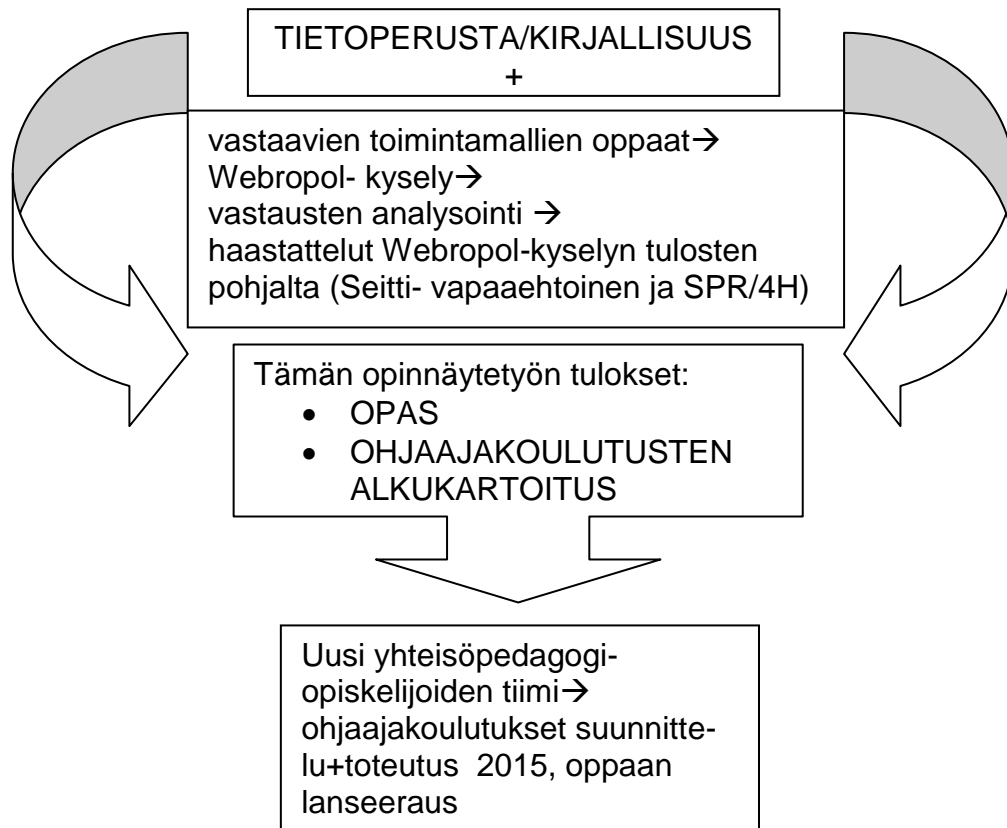 TIETOPERUSTA/KIRJALLISUUS
+
vastaavien toimintamallien oppaat→
Webropol- kysely→
vastausten analysointi →
haastattelut Webropol-kyselyn tulosten
pohjalta (Seitti- vapaaehtoinen ja SPR/4H)
Tämän opinnäytetyön tulokset:
• OPAS
• OHJAAJAKOULUTUSTEN
ALKUKARTOITUS
Uusi yhteisöpedagogi-
opiskelijoiden tiimi→
ohjaajakoulutukset suunnitte-
lu+toteutus 2015, oppaan
lanseeraus